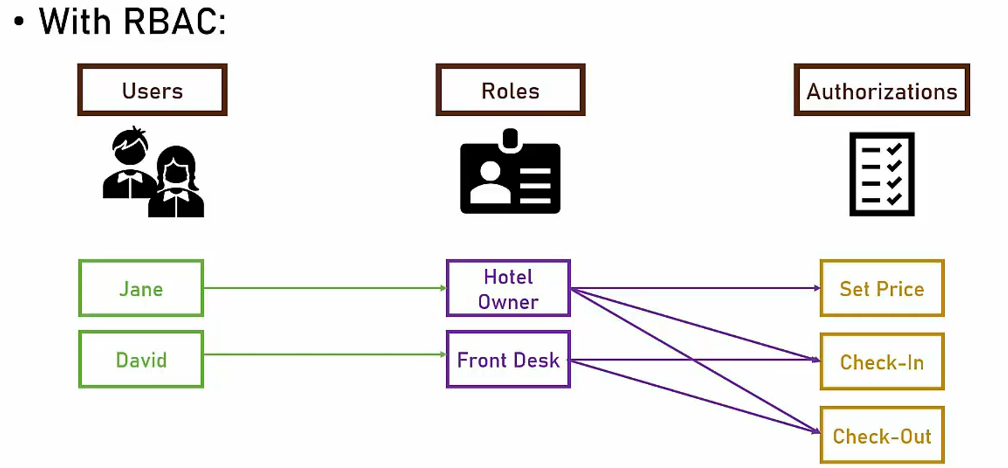 • With RBAC:
Users
Roles
Authorizations
Jane
Hotel
Owner
Set Price
David
Front Desk
Check-In
Check-Out